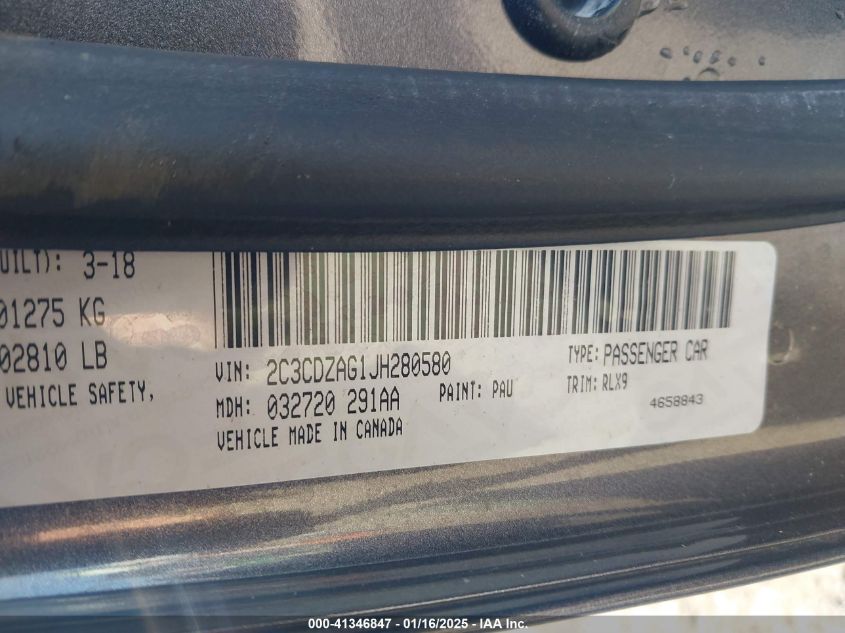 UILT): 3-18
01275 KG
02810 LB
VEHICLE SAFETY,
VIN: 2C3CDZAG1JH280580
TYPE: PASSENGER CAR
MDH: 032720 291AA
PAINT: PAU
TRIM: RLX9
VEHICLE MADE IN CANADA
4658843
000-41346847 - 01/16/2025 - IAA Inc.